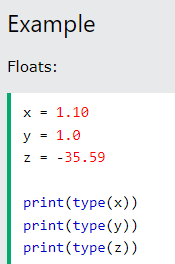 Example
Floats:
x = 1.10
y = 1.0
z = -35.59
print(type(x))
print(type(y))
print(type(z))